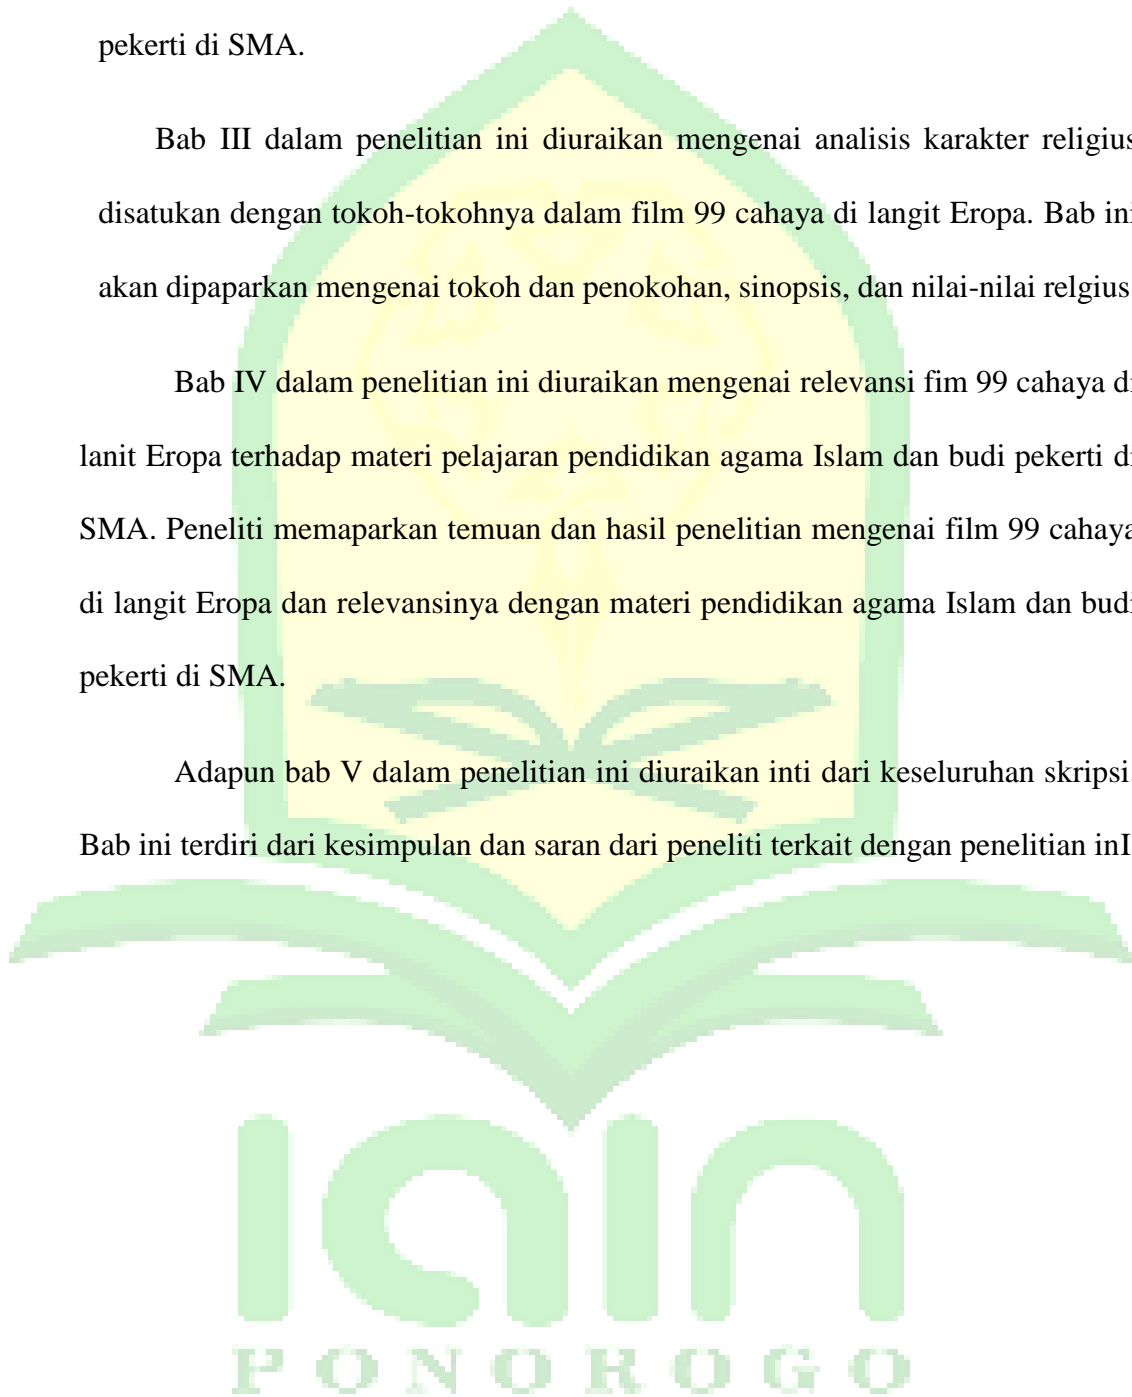 pekerti di SMA.
Bab III dalam penelitian ini diuraikan mengenai analisis karakter religius
disatukan dengan tokoh-tokohnya dalam film 99 cahaya di langit Eropa. Bab ini
akan dipaparkan mengenai tokoh dan penokohan, sinopsis, dan nilai-nilai relgius
Bab IV dalam penelitian ini diuraikan mengenai relevansi fim 99 cahaya di
lanit Eropa terhadap materi pelajaran pendidikan agama Islam dan budi pekerti di
SMA. Peneliti memaparkan temuan dan hasil penelitian mengenai film 99 cahaya
di langit Eropa dan relevansinya dengan materi pendidikan agama Islam dan budi
pekerti di SMA.
Adapun bab V dalam penelitian ini diuraikan inti dari keseluruhan skripsi.
Bab ini terdiri dari kesimpulan dan saran dari peneliti terkait dengan penelitian inI
iain
PONOROGO